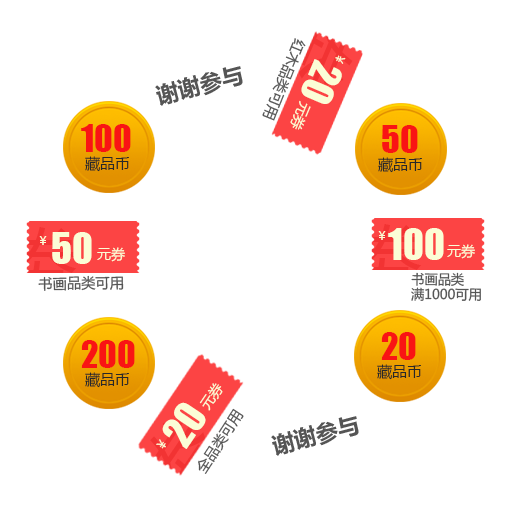 谢谢参与
￥20元券
红木品类可用
100
藏品币
50
藏品币
￥50元券
书画品类可用
￥100元券
书画品类
满1000可用
200
藏品币
20
藏品币
￥20元券
全品类可用
谢谢参与